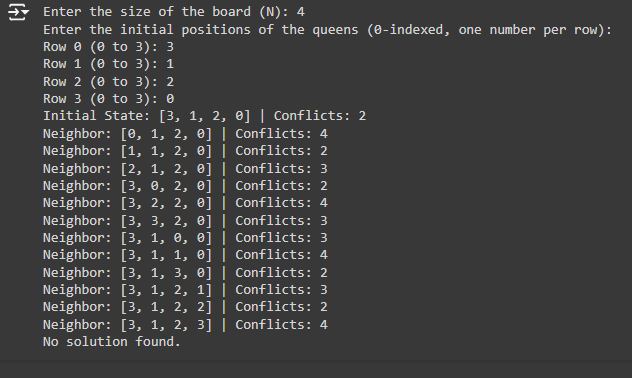 Enter the size of the board (N): 4
Enter the initial positions of the queens (0-indexed, one number per row):
Row 0 (0 to 3): 3
Row 1 (0 to 3): 1
Row 2 (0 to 3): 2
Row 3 (0 to 3): 0
Initial State: [3, 1, 2, 0] | Conflicts: 2
Neighbor: [0, 1, 2, 0] | Conflicts: 4
Neighbor: [1, 1, 2, 0] | Conflicts: 2
Neighbor: [2, 1, 2, 0] | Conflicts: 3
Neighbor: [3, 0, 2, 0] | Conflicts: 2
Neighbor: [3, 2, 2, 0] | Conflicts: 4
Neighbor: [3, 3, 2, 0] | Conflicts: 3
Neighbor: [3, 1, 0, 0] | Conflicts: 3
Neighbor: [3, 1, 1, 0] | Conflicts: 4
Neighbor: [3, 1, 3, 0] | Conflicts: 2
Neighbor: [3, 1, 2, 1] | Conflicts: 3
Neighbor: [3, 1, 2, 2] | Conflicts: 2
Neighbor: [3, 1, 2, 3] | Conflicts: 4
No solution found.